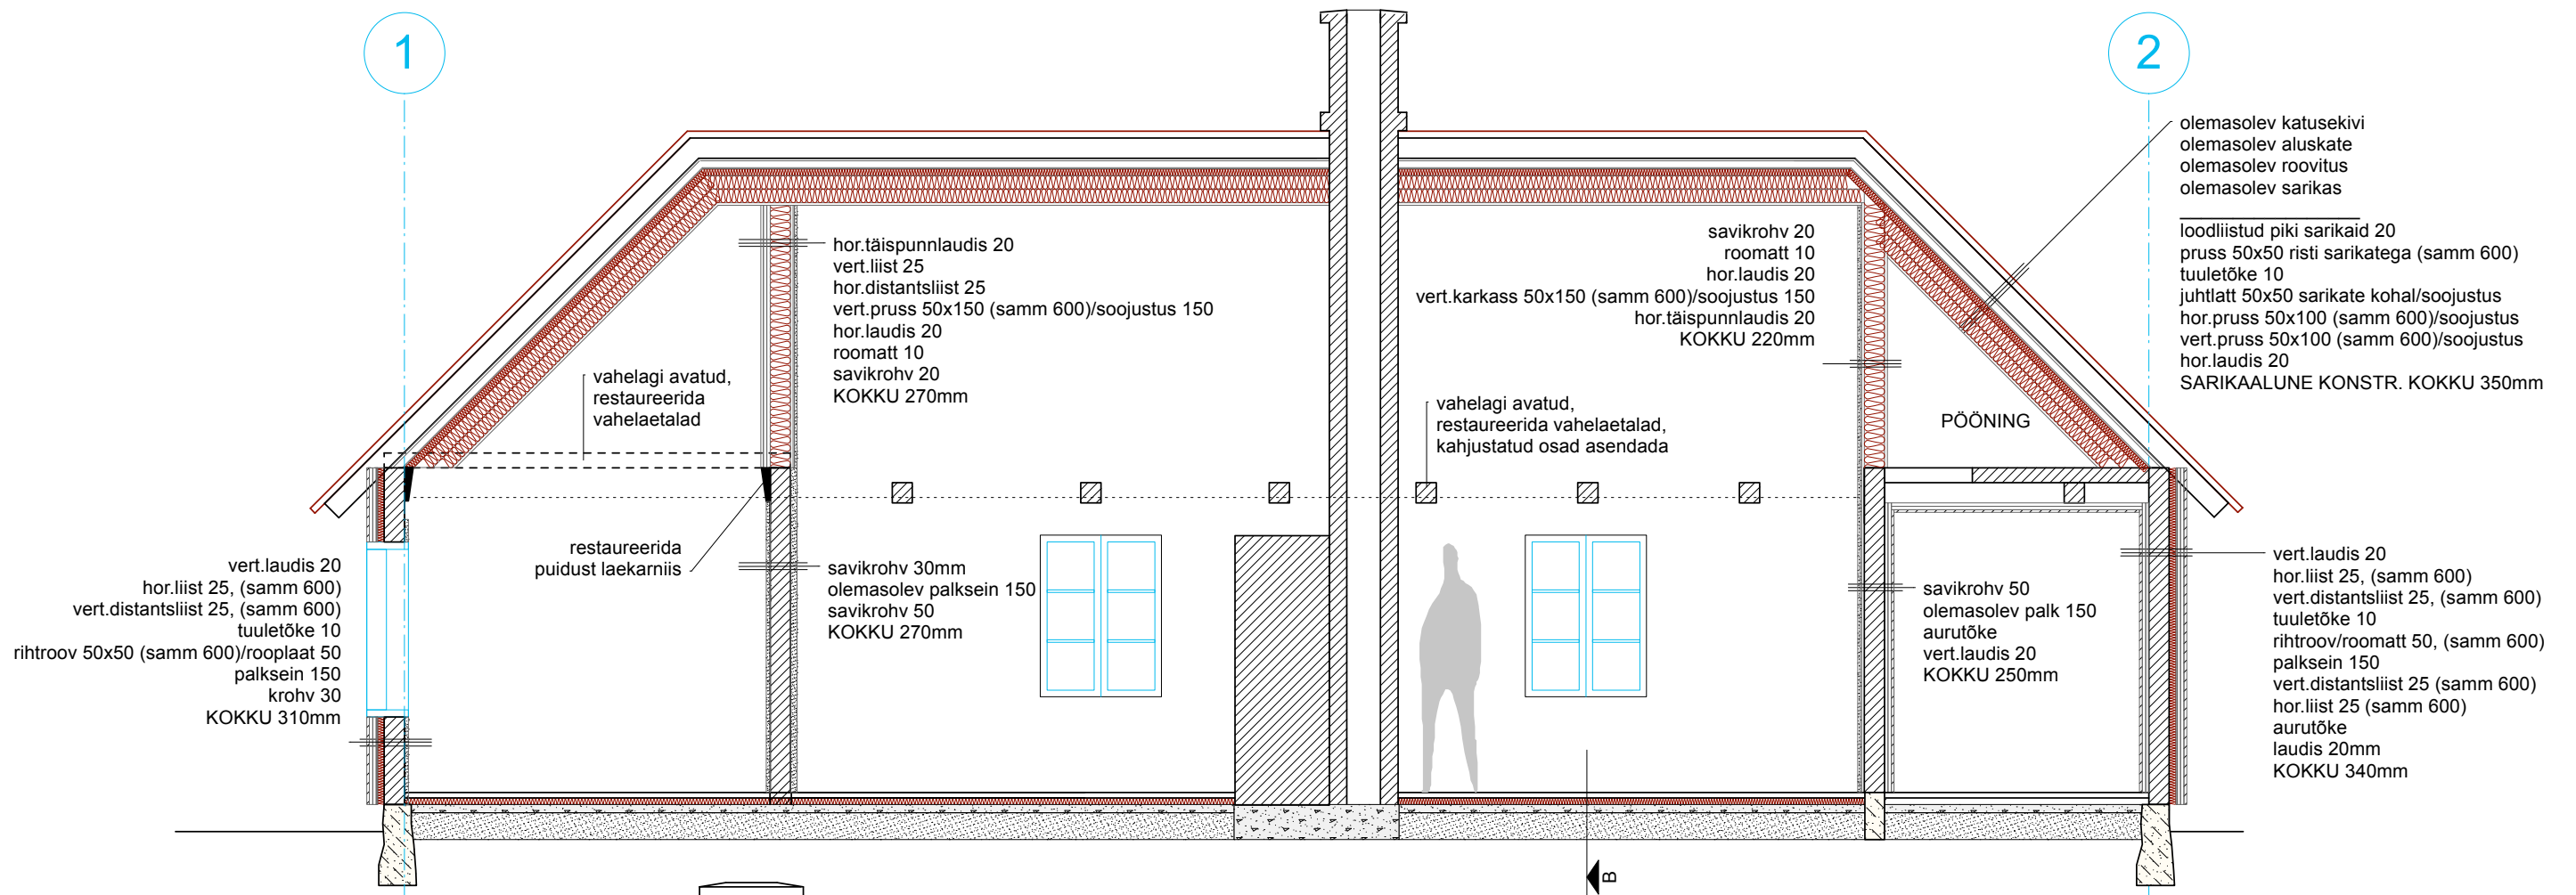 1
2
olemasolev katusekivi
olemasolev aluskate
olemasolev roovitus
olemasolev sarikas
loodliistud piki sarikaid 20
pruss 50x50 risti sarikatega (samm 600)
tuuletõke 10
juhtlatt 50x50 sarikate kohal/soojustus
hor.pruss 50x100 (samm 600)/soojustus
vert.pruss 50x100 (samm 600)/soojustus
hor.laudis 20
SARIKAALUNE KONSTR. KOKKU 350mm
hor.täispunnlaudis 20
vert.liist 25
hor.distantsliist 25
vert.pruss 50x150 (samm 600)/soojustus 150
hor.laudis 20
roomatt 10
savikrohv 20
KOKKU 270mm
savikrohv 20
roomatt 10
hor.laudis 20
vert.karkass 50x150 (samm 600)/soojustus 150
hor.täispunnlaudis 20
KOKKU 220mm
vahelagi avatud,
restaureerida
vahelaetalad
vahelagi avatud,
restaureerida vahelaetalad,
kahjustatud osad asendada
PÖÖNING
restaureerida
puidust laekarniis
vert.laudis 20
hor.liist 25, (samm 600)
vert.distantsliist 25, (samm 600)
tuuletõke 10
rihtroov 50x50 (samm 600)/rooplaat 50
palksein 150
krohv 30
KOKKU 310mm
savikrohv 30mm
olemasolev palksein 150
savikrohv 50
KOKKU 270mm
savikrohv 50
olemasolev palk 150
aurutõke
vert.laudis 20
KOKKU 250mm
vert.laudis 20
hor.liist 25, (samm 600)
vert.distantsliist 25, (samm 600)
tuuletõke 10
rihtroov/roomatt 50, (samm 600)
palksein 150
vert.distantsliist 25 (samm 600)
hor.liist 25 (samm 600)
aurutõke
laudis 20mm
KOKKU 340mm
B